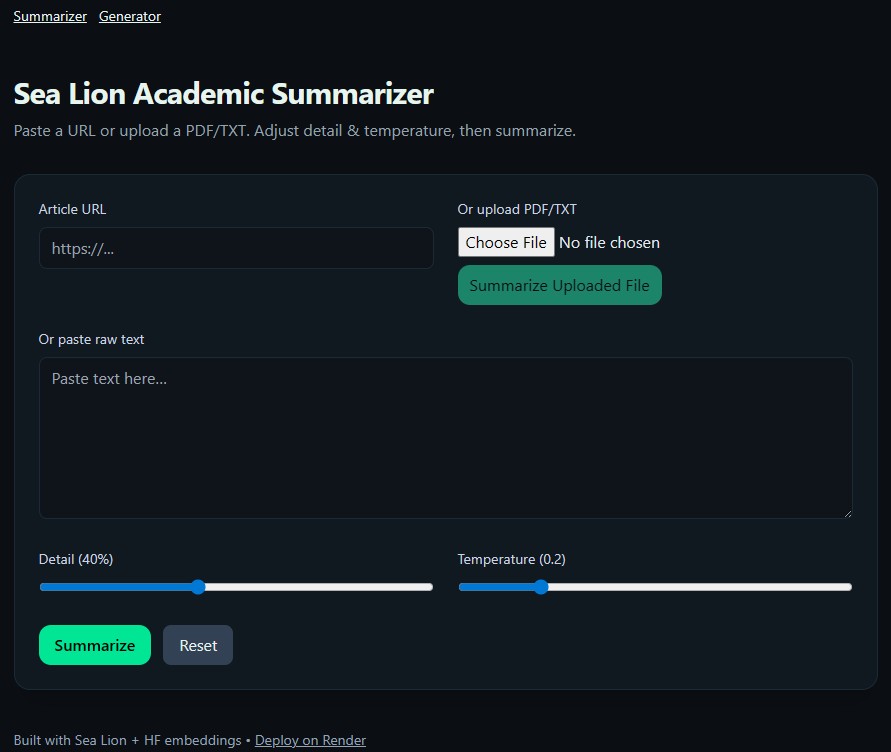 Summarizer Generator
Sea Lion Academic Summarizer
Paste a URL or upload a PDF/TXT. Adjust detail & temperature, then summarize.
Article URL
https://...
Or upload PDF/TXT
Choose File No file chosen
Summarize Uploaded File
Or paste raw text
Paste text here...
Detail (40%)
Temperature (0.2)
Summarize Reset
Built with Sea Lion + HF embeddings • Deploy on Render